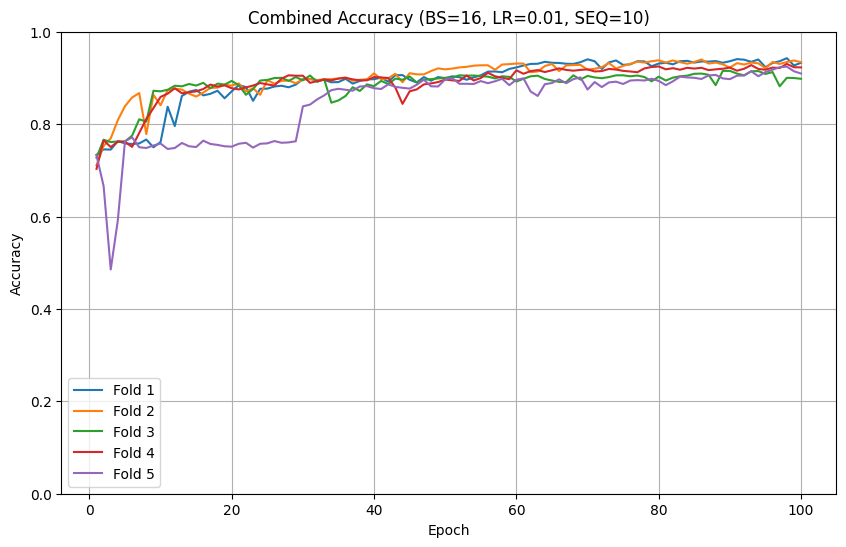 Combined Accuracy (BS=16, LR=0.01, SEQ=10)
1.0
0.8
0.6
0.4
0.2
0.0
Accuracy
Fold 1
Fold 2
Fold 3
Fold 4
Fold 5
0 20 40 60 80 100
Epoch